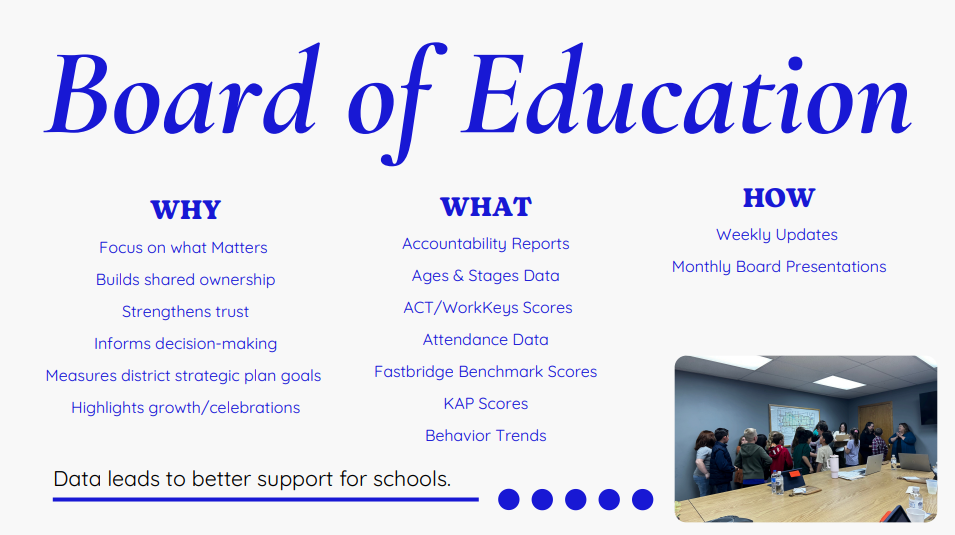 Board of Education
WHY
Focus on what Matters
Builds shared ownership
Strengthens trust
Informs decision-making
Measures district strategic plan goals
Highlights growth/celebrations
WHAT
Accountability Reports
Ages & Stages Data
ACT/WorkKeys Scores
Attendance Data
Fastbridge Benchmark Scores
KAP Scores
Behavior Trends
HOW
Weekly Updates
Monthly Board Presentations
Data leads to better support for schools.